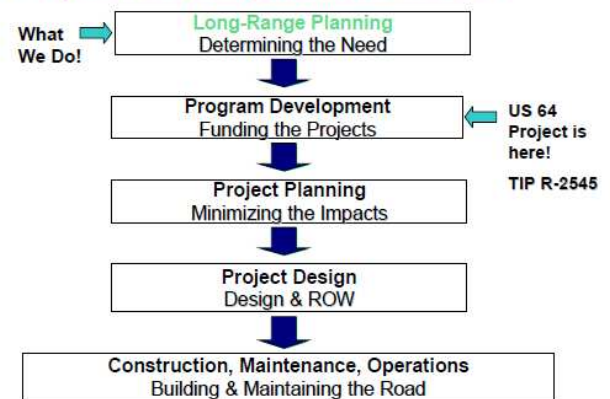 What
We Do!
Long-Range Planning
Determining the Need
Program Development
Funding the Projects
US 64
Project is
here!
TIP R-2545
Project Planning
Minimizing the Impacts
Project Design
Design & ROW
Construction, Maintenance, Operations
Building & Maintaining the Road